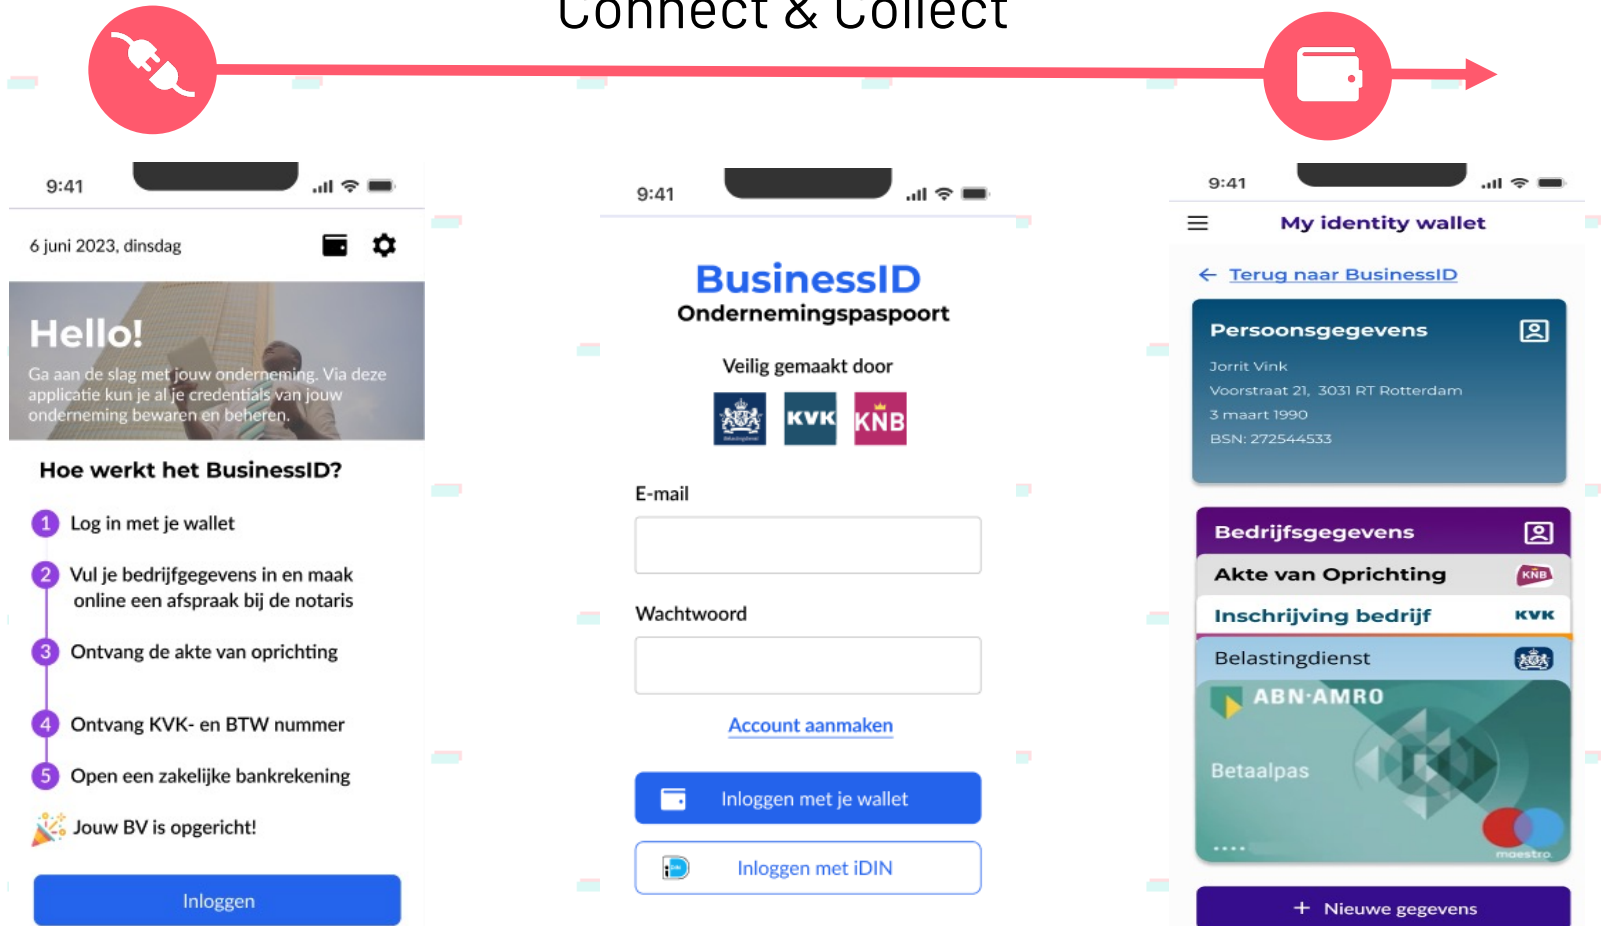 Connect & Collect
9:41
6 juni 2023, dinsdag
Hello!
Ga aan de slag met jouw onderneming. Via deze
applicatie kun je al je credentials van jouw
onderneming bewaren en beheren.
Hoe werkt het BusinessID?
1 Log in met je wallet
2 Vul je bedrijfgegevens in en maak
online een afspraak bij de notaris
3 Ontvang de akte van oprichting
4 Ontvang KVK- en BTW nummer
5 Open een zakelijke bankrekening
Jouw BV is opgericht!
Inloggen
9:41
BusinessID
Ondernemingspaspoort
Veilig gemaakt door
Belastingdienst KVK KNB
E-mail
Wachtwoord
Account aanmaken
Inloggen met je wallet
iDIN Inloggen met iDIN
9:41
My identity wallet
← Terug naar BusinessID
Persoonsgegevens
Jorrit Vink
Voorstraat 21, 3031 RT Rotterdam
3 maart 1990
BSN: 272544533
Bedrijfsgegevens
Akte van Oprichting KNB
Inschrijving bedrijf KVK
Belastingdienst
ABN·AMRO
Betaalpas
....
maestro
+ Nieuwe gegevens